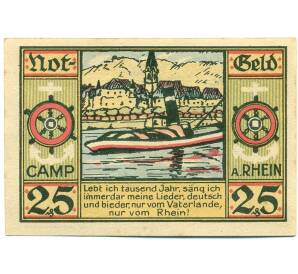 Not- Geld
CAMP A. RHEIN
25 ₰ 25 ₰
Lebt ich tausend Jahr, säng ich
immerdar meine Lieder, deutsch
und bieder, nur vom Vaterlande,
nur vom Rhein!